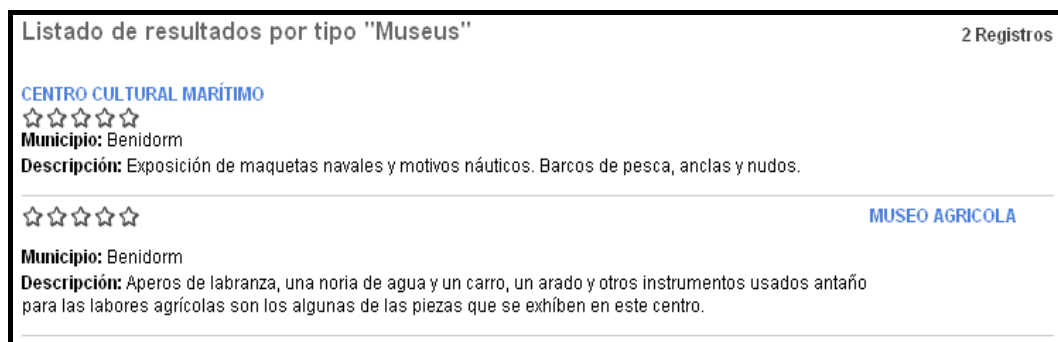 Listado de resultados por tipo "Museus"
2 Registros
CENTRO CULTURAL MARÍTIMO
Municipio: Benidorm
Descripción: Exposición de maquetas navales y motivos náuticos. Barcos de pesca, anclas y nudos.
MUSEO AGRICOLA
Municipio: Benidorm
Descripción: Aperos de labranza, una noria de agua y un carro, un arado y otros instrumentos usados antaño
para las labores agrícolas son los algunas de las piezas que se exhíben en este centro.